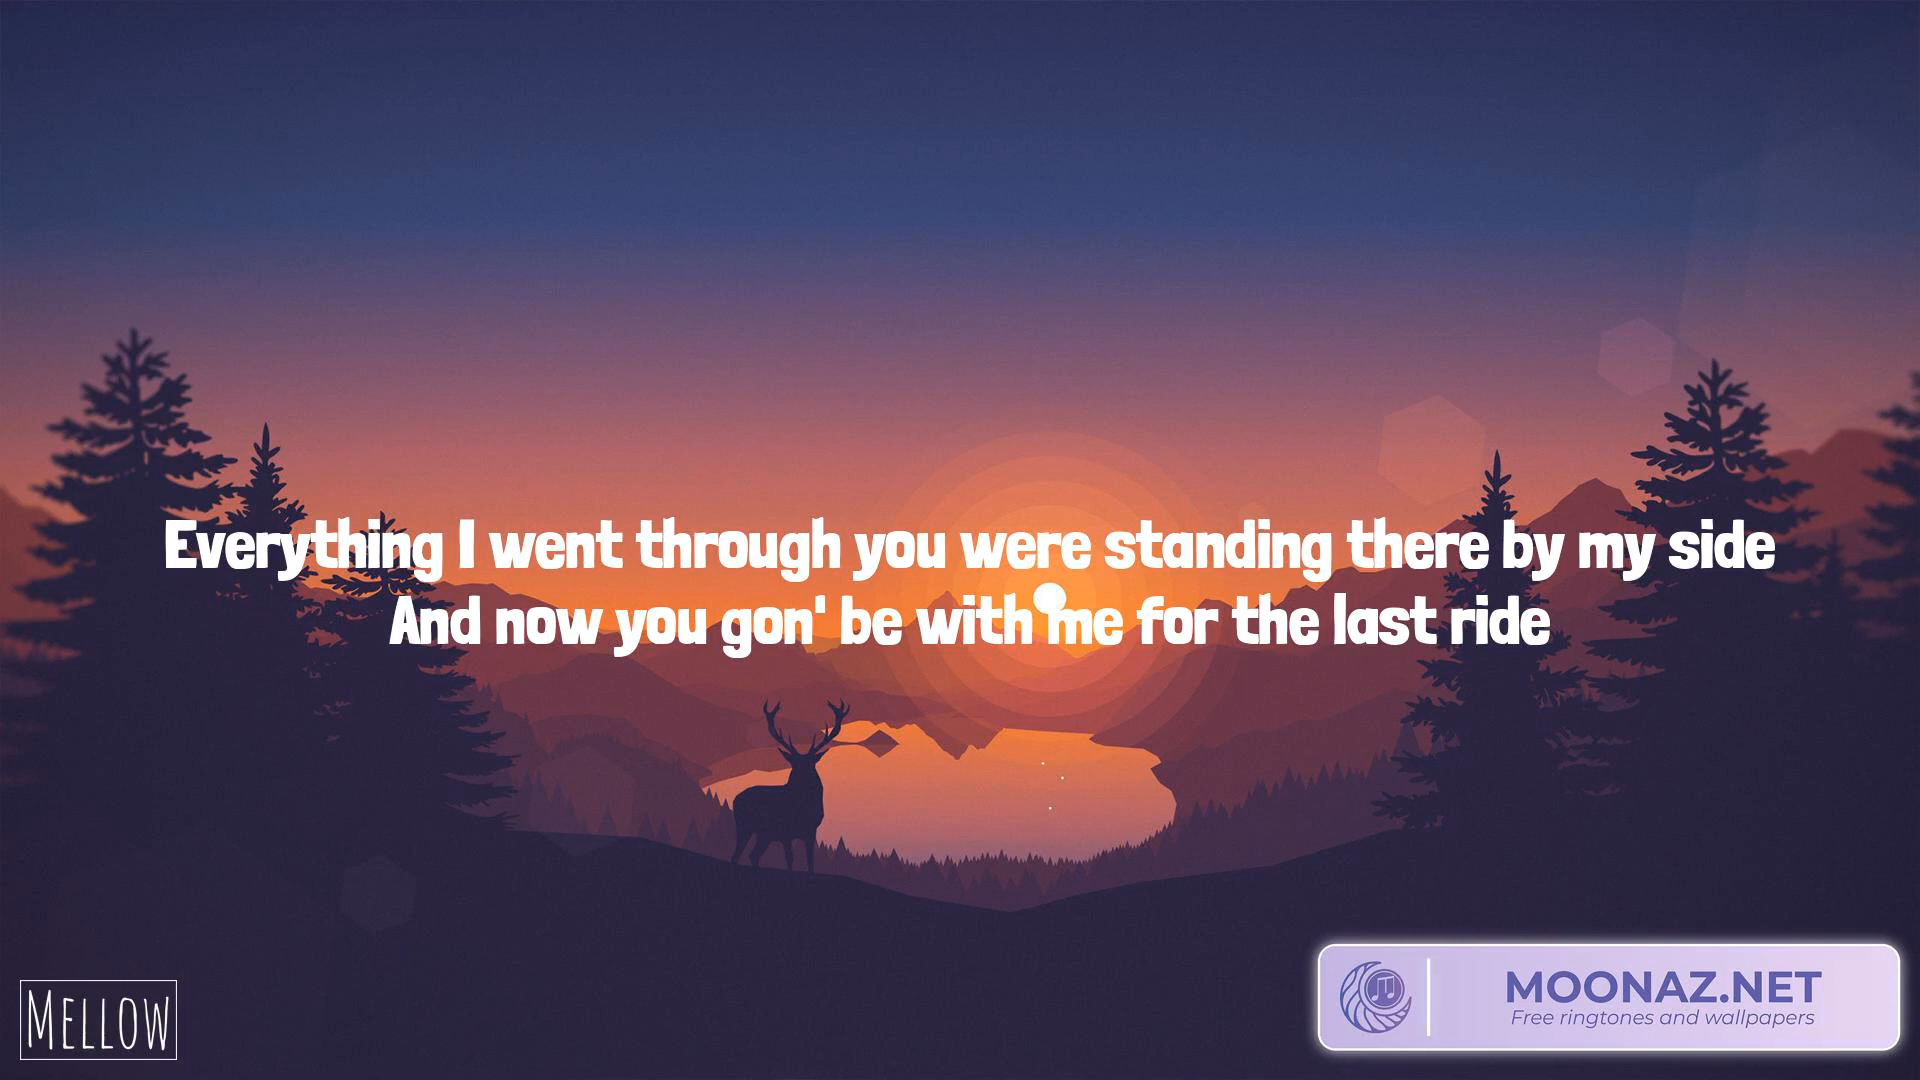 Everything I went through you were standing there by my side
And now you gon' be with me for the last ride
MELLOW
MOONAZ.NET
Free ringtones and wallpapers